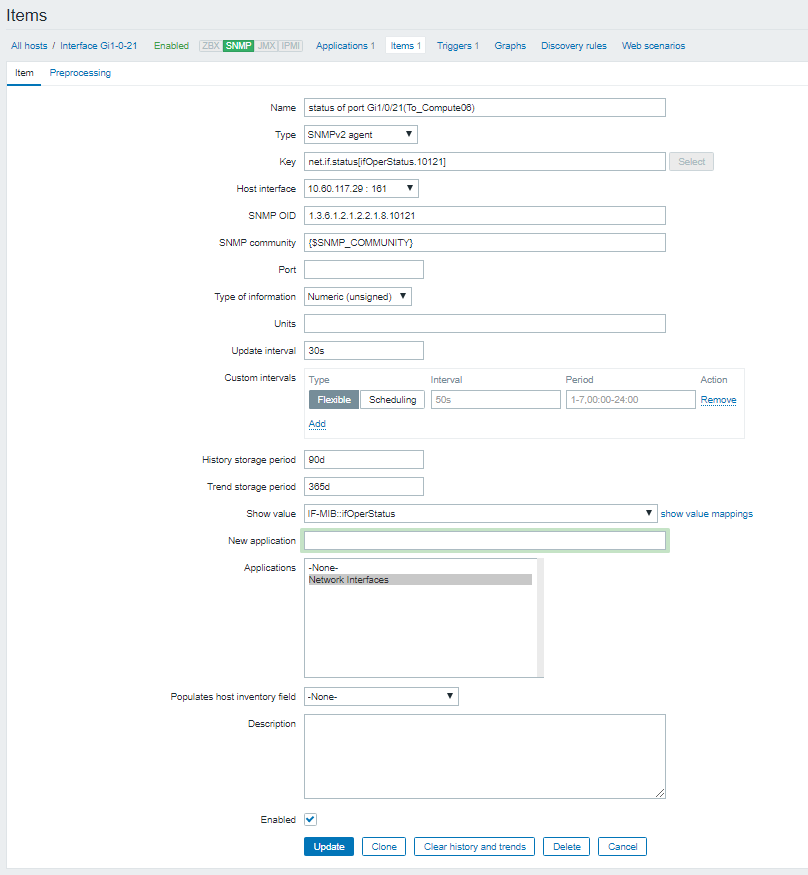 Items
All hosts / Interface Gi1-0-21 Enabled ZBX SNMP JMX IPMI Applications 1 Items 1 Triggers 1 Graphs Discovery rules Web scenarios
Item Preprocessing
Name status of port Gi1/0/21(To_Compute06)
Type SNMPv2 agent
Key net.if.status[ifOperStatus.10121] Select
Host interface 10.60.117.29 : 161
SNMP OID 1.3.6.1.2.1.2.2.1.8.10121
SNMP community {$SNMP_COMMUNITY}
Port
Type of information Numeric (unsigned)
Units
Update interval 30s
Custom intervals Type Interval Period Action
Flexible Scheduling 50s 1-7,00:00-24:00 Remove
Add
History storage period 90d
Trend storage period 365d
Show value IF-MIB::ifOperStatus show value mappings
New application
Applications -None-
Network Interfaces
Populates host inventory field -None-
Description
Enabled
Update Clone Clear history and trends Delete Cancel